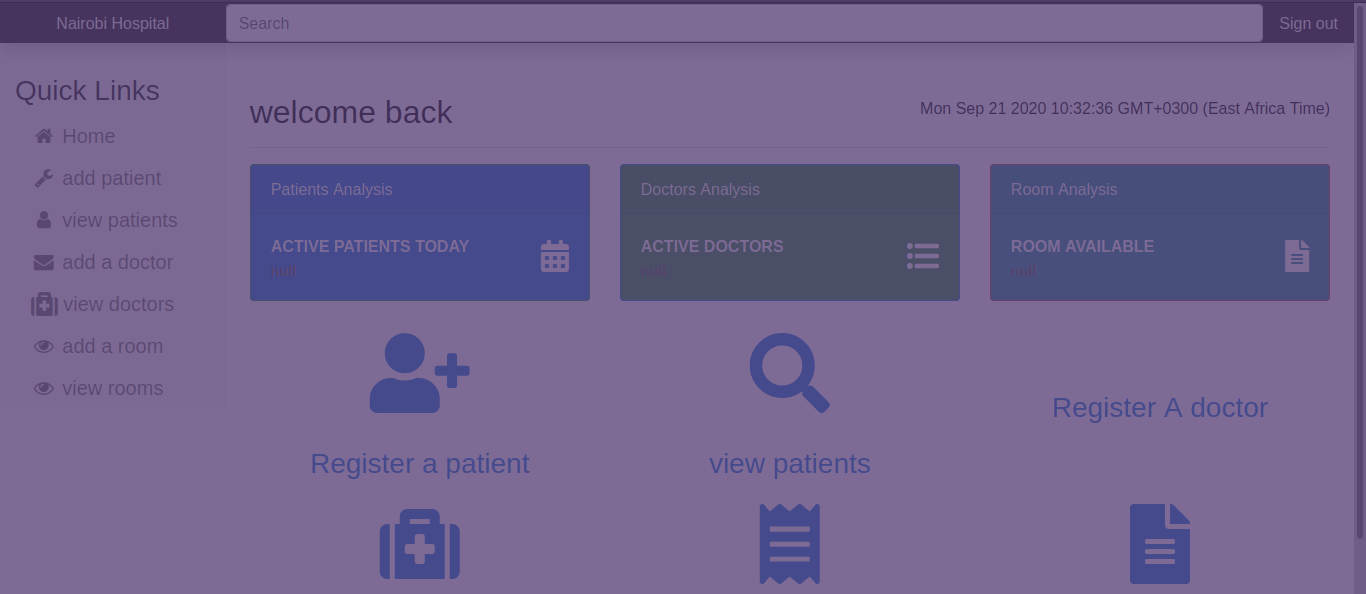 Nairobi Hospital
Search
Sign out
Quick Links
Home
add patient
view patients
add a doctor
view doctors
add a room
view rooms
welcome back
Mon Sep 21 2020 10:32:36 GMT+0300 (East Africa Time)
Patients Analysis
ACTIVE PATIENTS TODAY
null
Doctors Analysis
ACTIVE DOCTORS
null
Room Analysis
ROOM AVAILABLE
null
Register a patient
view patients
Register A doctor